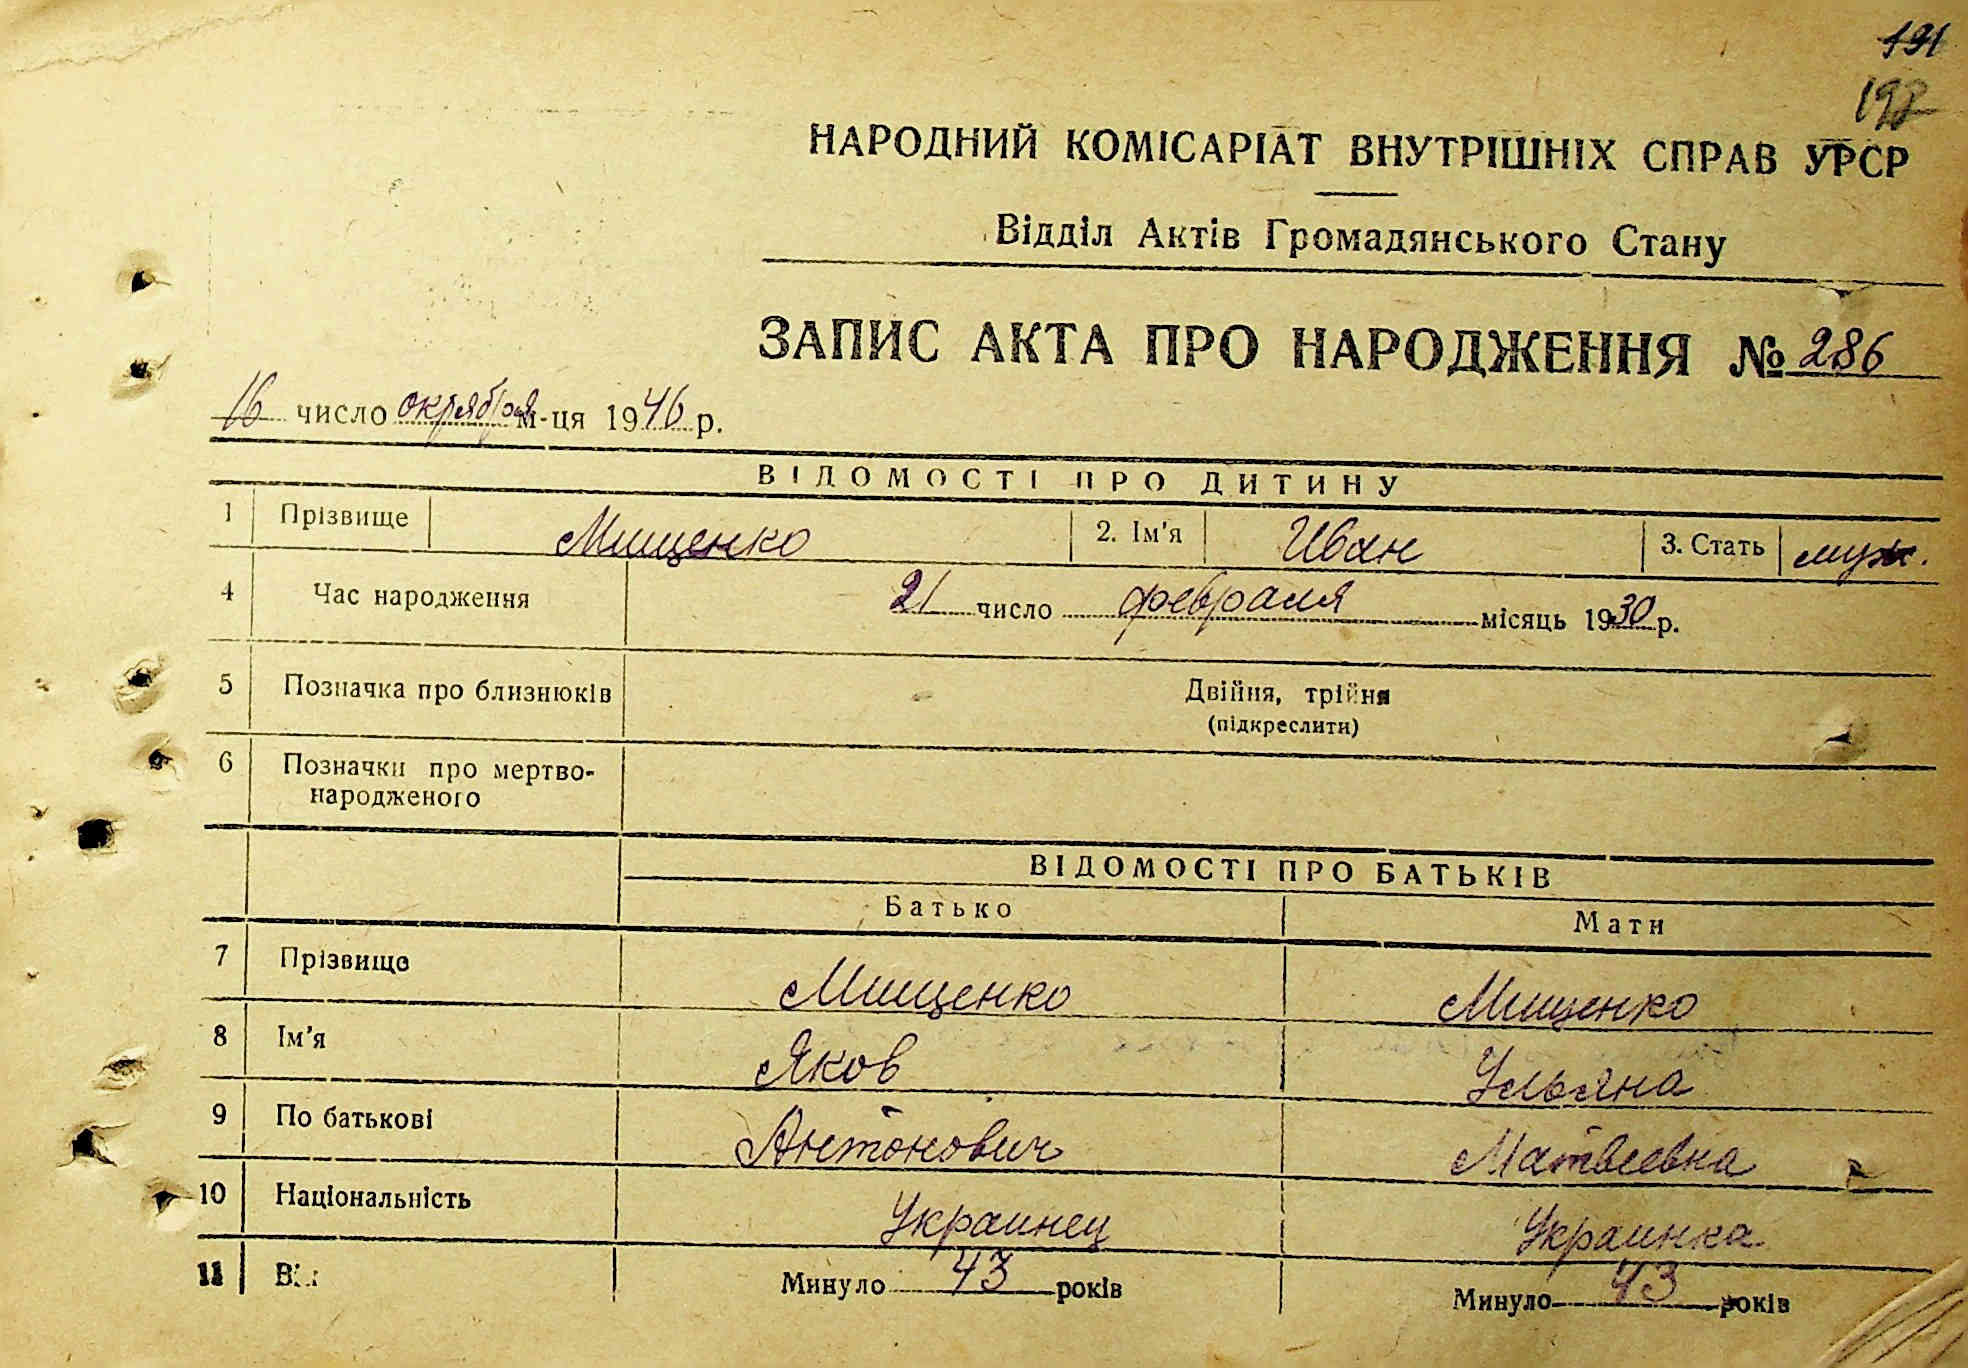 191
192
НАРОДНИЙ КОМІСАРІАТ ВНУТРІШНІХ СПРАВ УРСР
Відділ Актів Громадянського Стану
ЗАПИС АКТА ПРО НАРОДЖЕННЯ № 286
16 число октября м-ця 1946 р.
ВІДОМОСТІ ПРО ДИТИНУ
1 Прізвище Мищенко 2. Ім'я Иван 3. Стать муж.
4 Час народження 21 число февраля місяць 1930 р.
5 Позначка про близнюків Двійня, трійня
(підкреслити)
6 Позначки про мертво-
народженого
ВІДОМОСТІ ПРО БАТЬКІВ
Батько Мати
7 Прізвище Мищенко Мищенко
8 Ім'я Яков Ульяна
9 По батькові Антонович Матвеевна
10 Національність Украинец Украинка
11 Вік Минуло 43 років Минуло 43 років